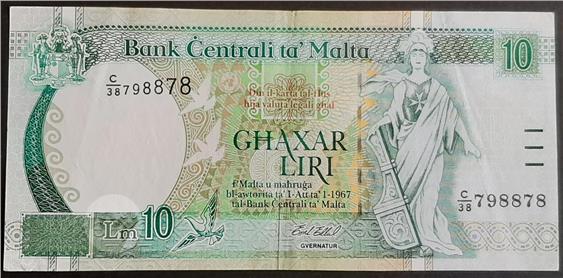 Bank Ċentrali ta' Malta
10
C/38 798878
Din il-karta tal-flus
hija valuta legali għal
GĦAXAR
LIRI
f'Malta u maħruġa
bl-awtorita ta' l-Att ta' l-1967
tal-Bank Ċentrali ta' Malta
C/38 798878
Lm 10
GVERNATUR